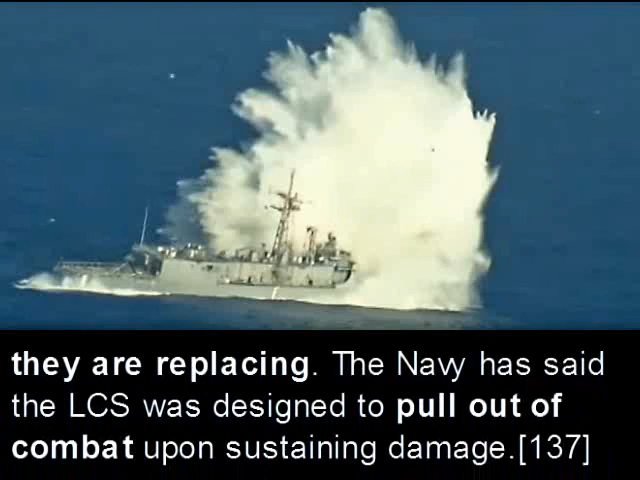 they are replacing. The Navy has said
the LCS was designed to pull out of
combat upon sustaining damage.[137]